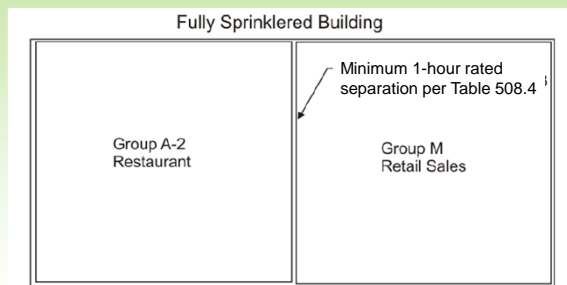 Fully Sprinklered Building
Minimum 1-hour rated
separation per Table 508.4
Group A-2
Restaurant
Group M
Retail Sales